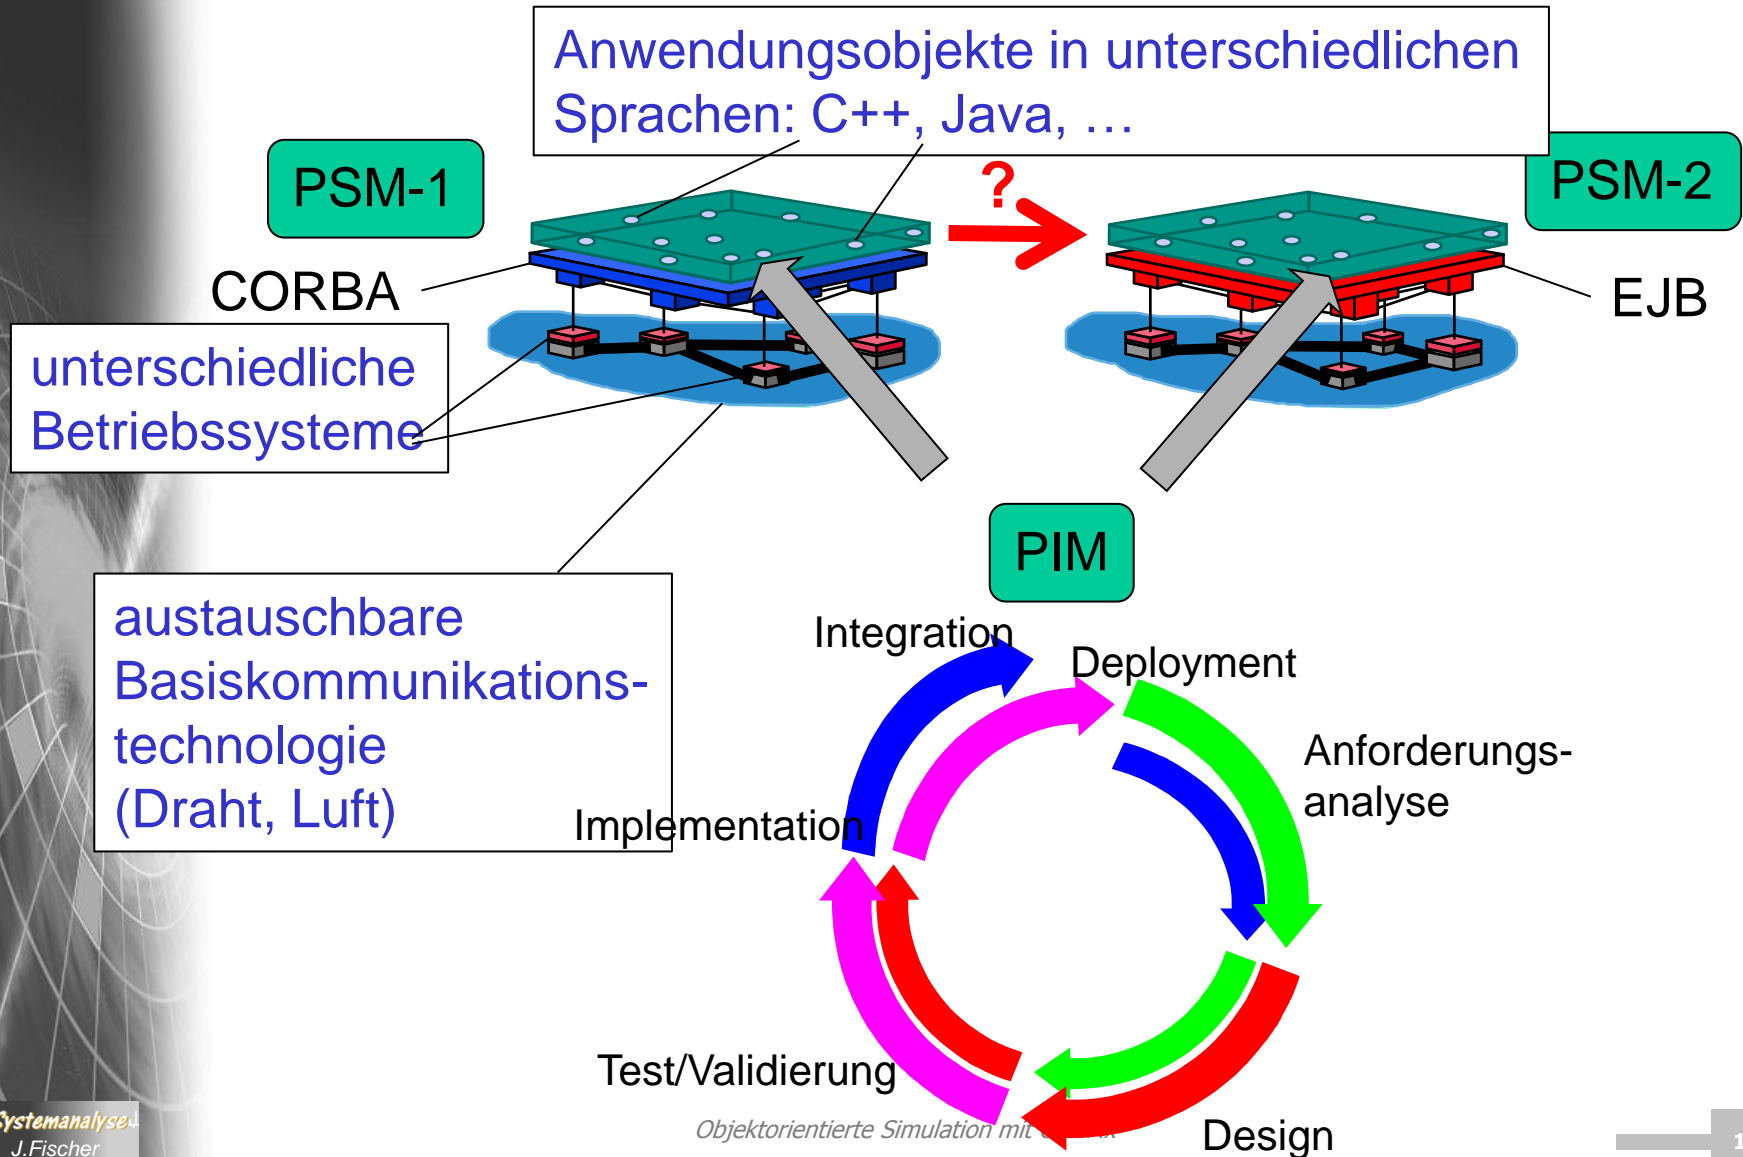 Anwendungsobjekte in unterschiedlichen
Sprachen: C++, Java, …
PSM-1
?
PSM-2
CORBA
EJB
unterschiedliche
Betriebssysteme
PIM
austauschbare
Basiskommunikations-
technologie
(Draht, Luft)
Integration
Deployment
Anforderungs-
analyse
Implementation
Test/Validierung
Design
Objektorientierte Simulation mit
Systemanalyse
J.Fischer
1